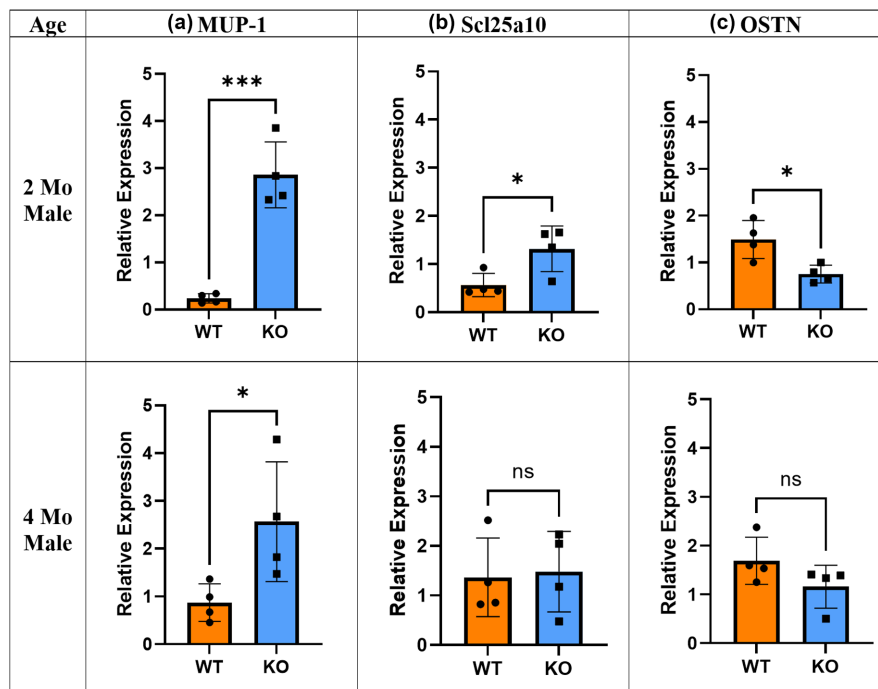 Age
(a) MUP-1
(b) Scl25a10
(c) OSTN
2 Mo
Male
Relative Expression
5
4
3
2
1
0
***
WT
KO
Relative Expression
5
4
3
2
1
0
*
WT
KO
Relative Expression
5
4
3
2
1
0
*
WT
KO
4 Mo
Male
Relative Expression
5
4
3
2
1
0
*
WT
KO
Relative Expression
5
4
3
2
1
0
ns
WT
KO
Relative Expression
5
4
3
2
1
0
ns
WT
KO